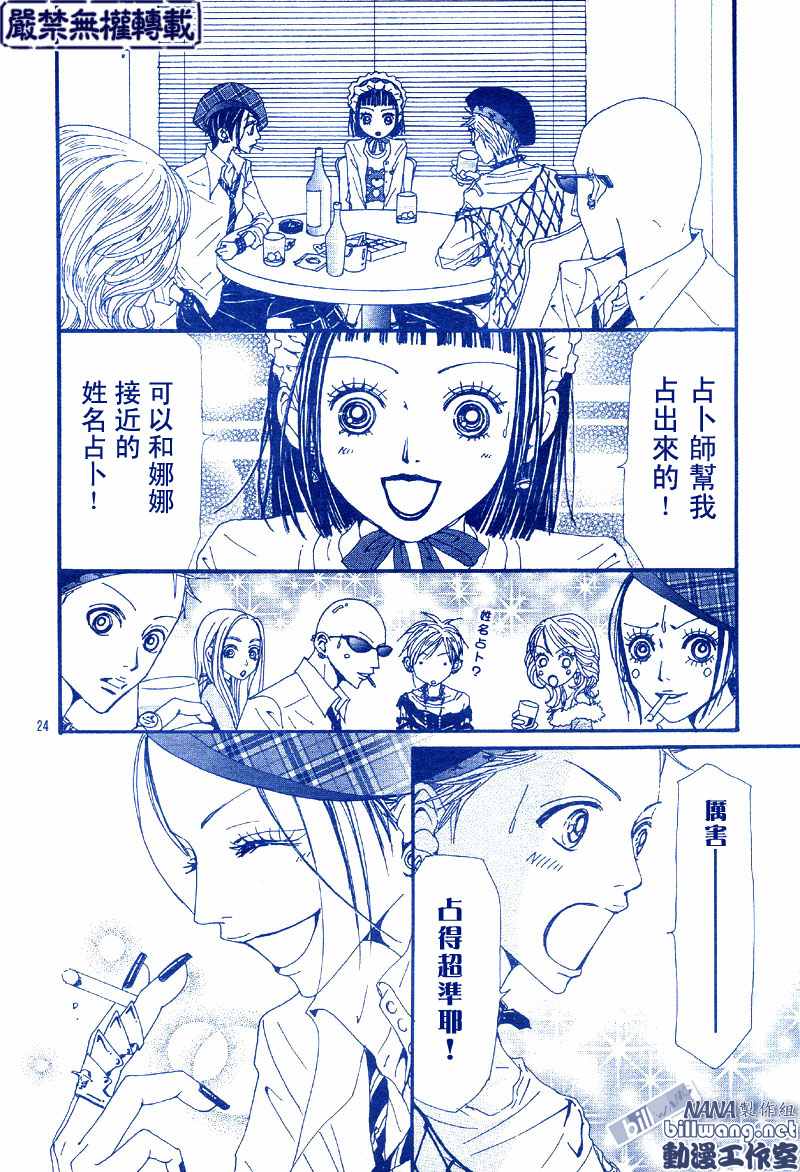 嚴禁無權轉載
占卜師幫我
占出來的！
可以和娜娜
接近的
姓名占卜！
姓名占卜？
24
厲害——
占得超準耶！
bill
NANA製作組
billwang.net
動漫工作室